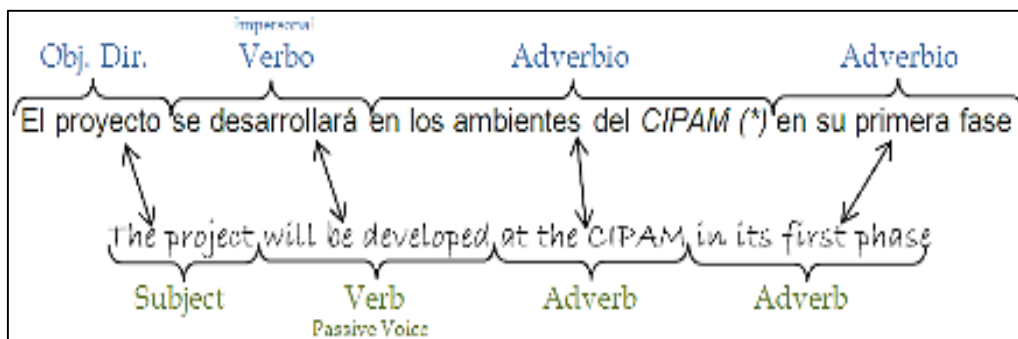 Impersonal
Obj. Dir. Verbo Adverbio Adverbio
El proyecto se desarrollará en los ambientes del CIPAM (*) en su primera fase
The project will be developed at the CIPAM in its first phase
Subject Verb Adverb Adverb
Passive Voice